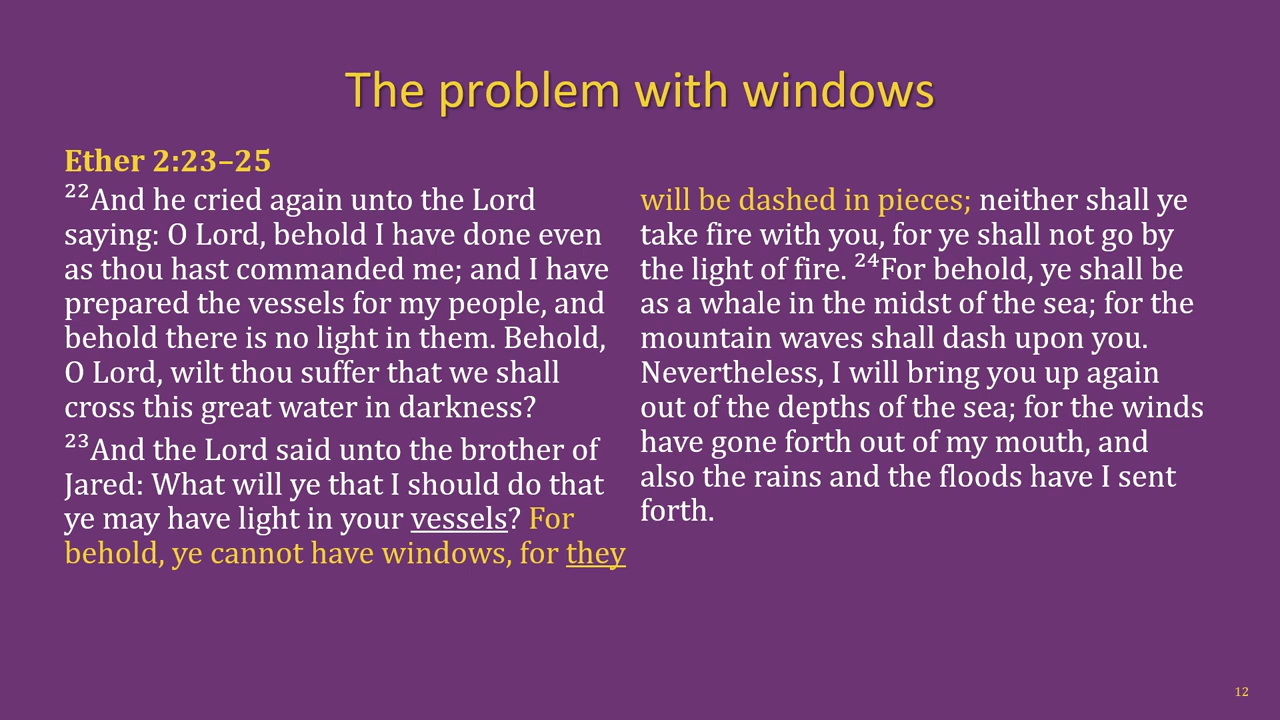 The problem with windows
Ether 2:23–25
²²And he cried again unto the Lord
saying: O Lord, behold I have done even
as thou hast commanded me; and I have
prepared the vessels for my people, and
behold there is no light in them. Behold,
O Lord, wilt thou suffer that we shall
cross this great water in darkness?
²³And the Lord said unto the brother of
Jared: What will ye that I should do that
ye may have light in your vessels? For
behold, ye cannot have windows, for they
will be dashed in pieces; neither shall ye
take fire with you, for ye shall not go by
the light of fire. ²⁴For behold, ye shall be
as a whale in the midst of the sea; for the
mountain waves shall dash upon you.
Nevertheless, I will bring you up again
out of the depths of the sea; for the winds
have gone forth out of my mouth, and
also the rains and the floods have I sent
forth.
12